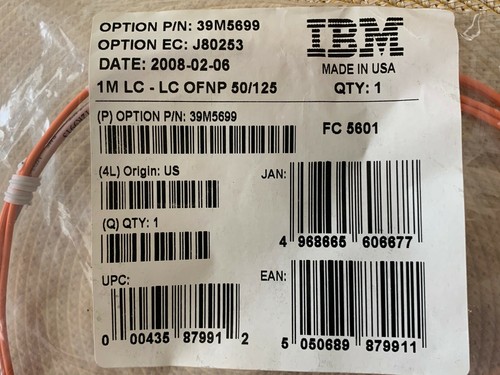 OPTION P/N: 39M5699
OPTION EC: J80253
DATE: 2008-02-06
IBM
MADE IN USA
1M LC - LC OFNP 50/125 QTY: 1
(P) OPTION P/N: 39M5699
FC 5601
(4L) Origin: US
JAN:
4 968665 606677
(Q) QTY: 1
UPC:
0 00435 87991 2
EAN:
5 050689 879911